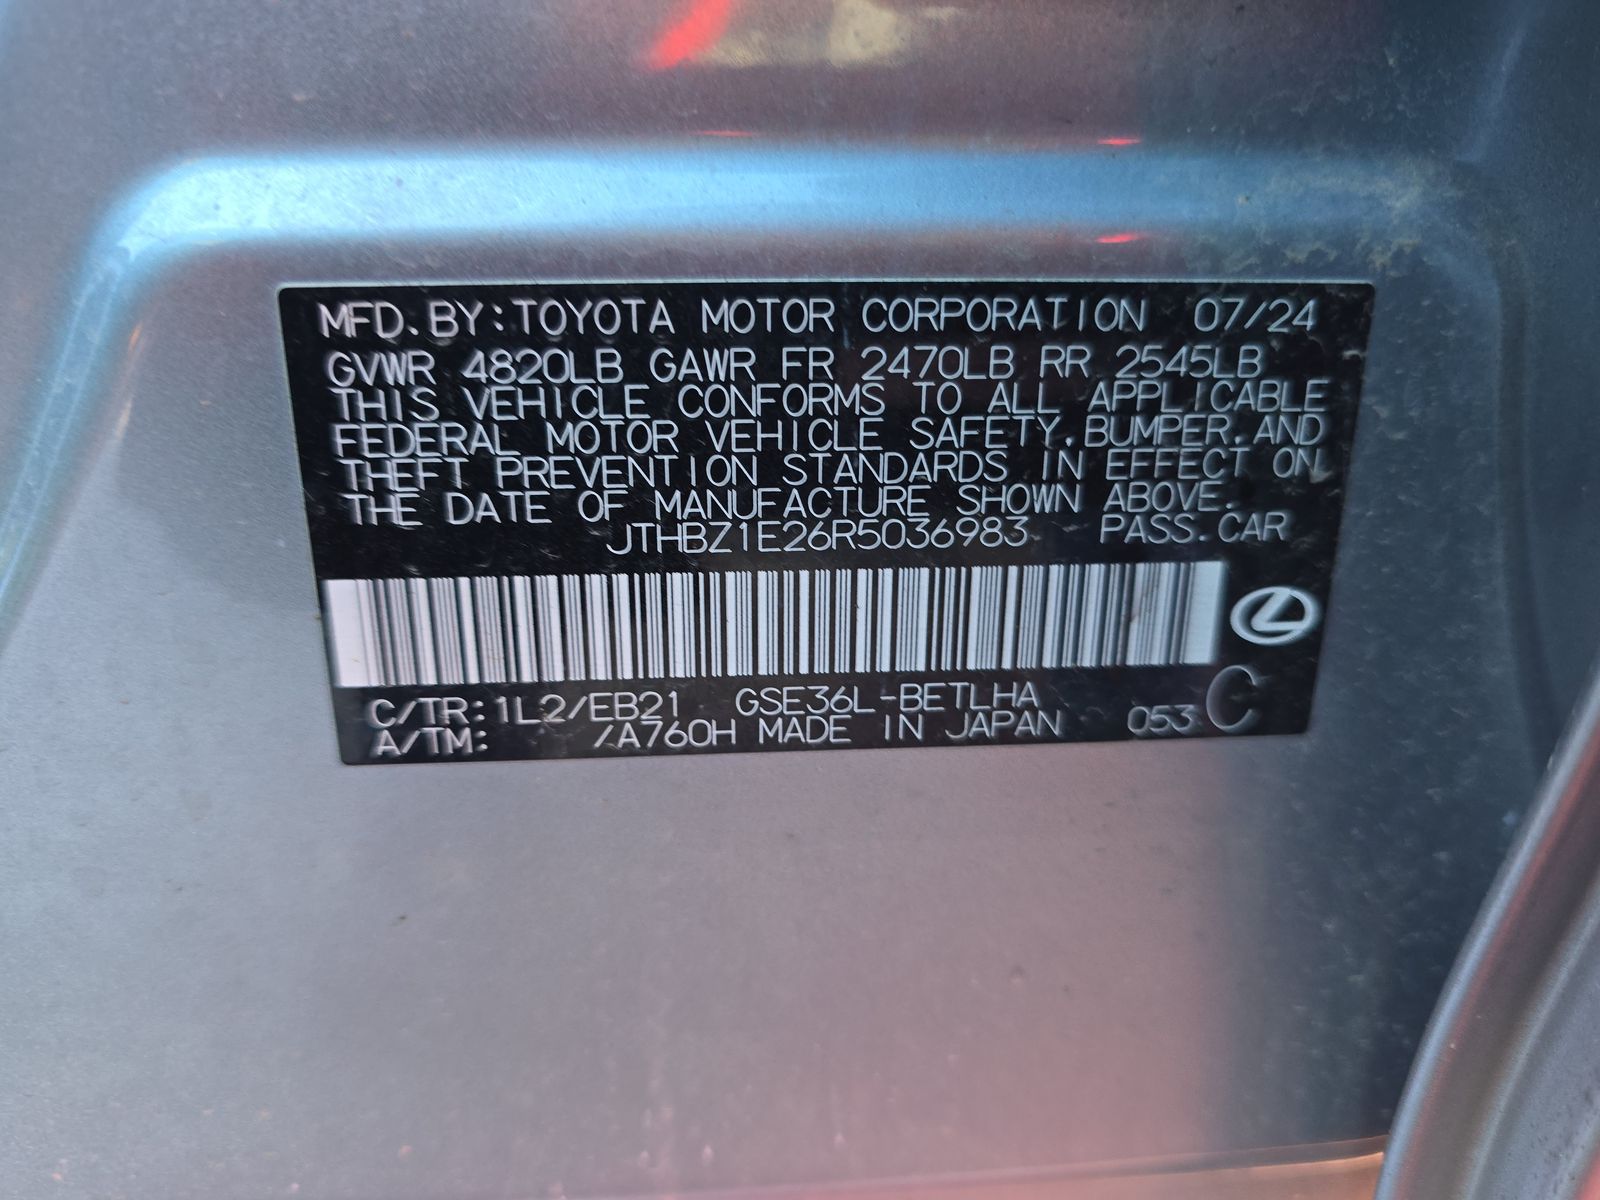 MFD. BY: TOYOTA MOTOR CORPORATION 07/24
GVWR 4820LB GAWR FR 2470LB RR 2545LB
THIS VEHICLE CONFORMS TO ALL APPLICABLE
FEDERAL MOTOR VEHICLE SAFETY, BUMPER, AND
THEFT PREVENTION STANDARDS IN EFFECT ON
THE DATE OF MANUFACTURE SHOWN ABOVE.
JTHBZ1E26R5036983 PASS. CAR
C/TR: 1L2/EB21 GSE36L-BETLHA
A/TM: /A760H MADE IN JAPAN 053 C